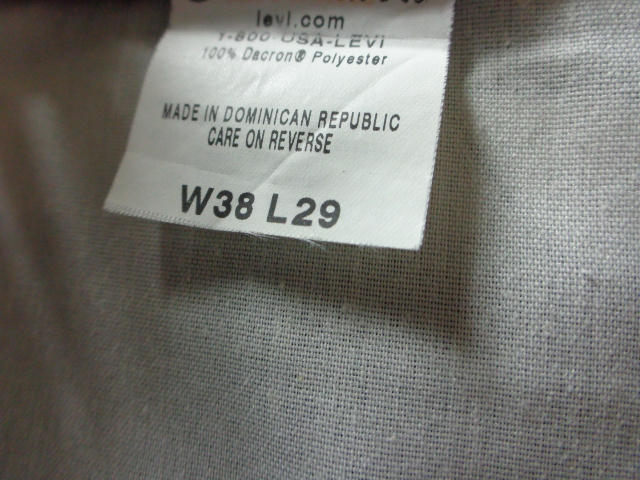 levi.com
1-800-USA-LEVI
100% Dacron® Polyester
MADE IN DOMINICAN REPUBLIC
CARE ON REVERSE
W38 L29